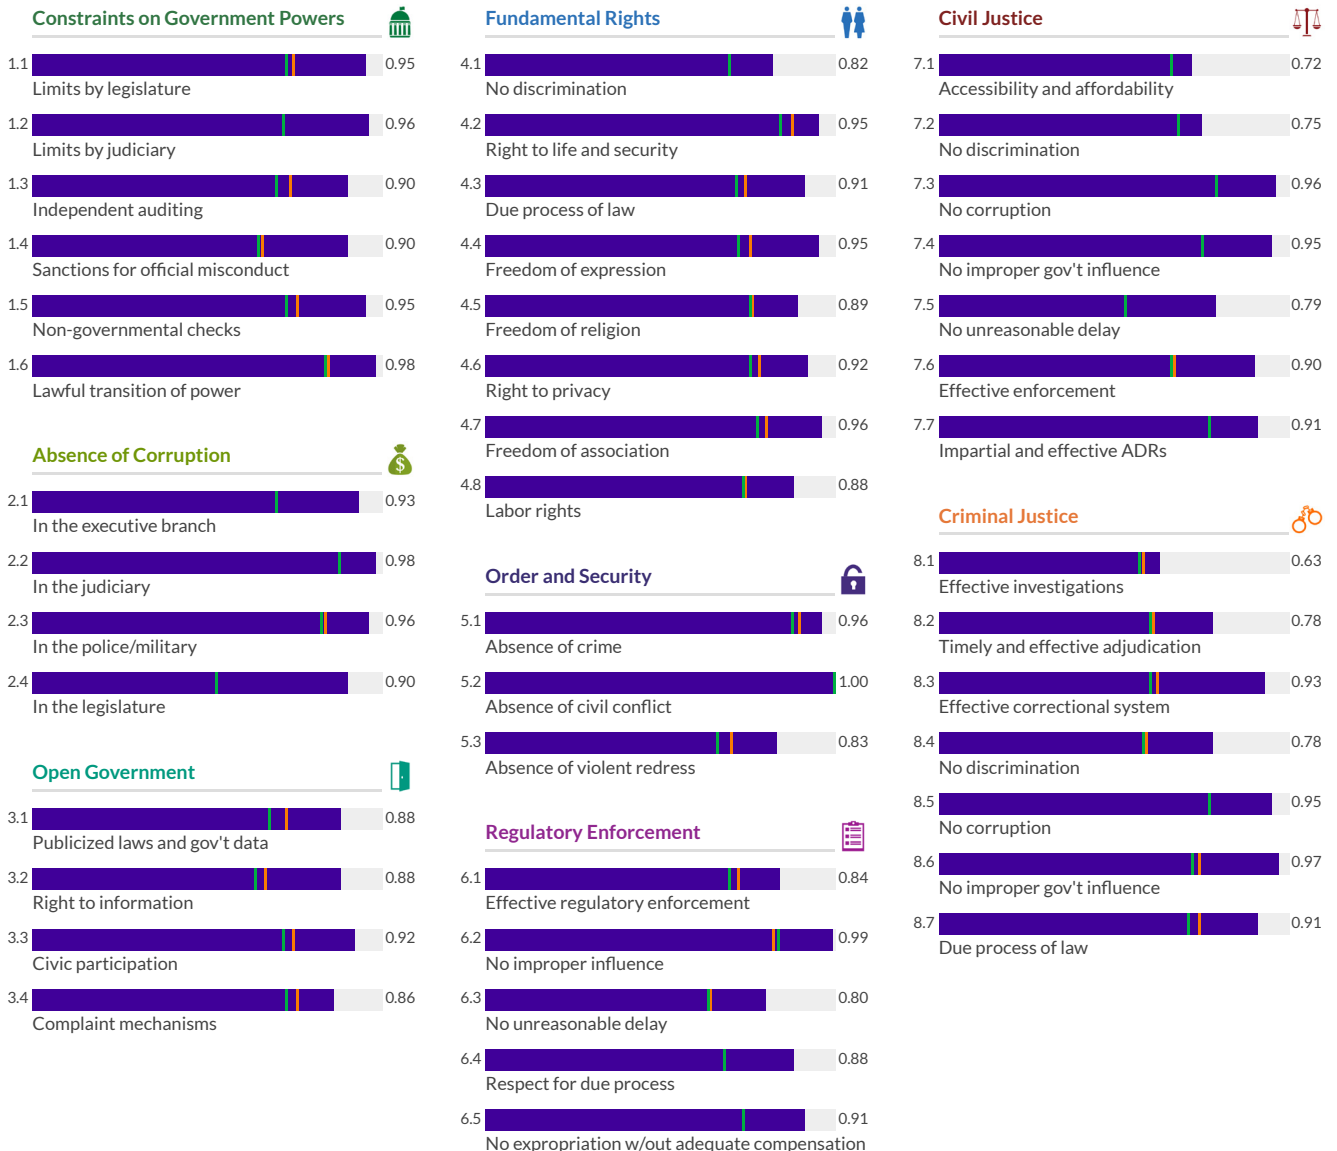 Constraints on Government Powers
1.1 0.95
Limits by legislature
1.2 0.96
Limits by judiciary
1.3 0.90
Independent auditing
1.4 0.90
Sanctions for official misconduct
1.5 0.95
Non-governmental checks
1.6 0.98
Lawful transition of power
Absence of Corruption
$
2.1 0.93
In the executive branch
2.2 0.98
In the judiciary
2.3 0.96
In the police/military
2.4 0.90
In the legislature
Open Government
3.1 0.88
Publicized laws and gov't data
3.2 0.88
Right to information
3.3 0.92
Civic participation
3.4 0.86
Complaint mechanisms
Fundamental Rights
4.1 0.82
No discrimination
4.2 0.95
Right to life and security
4.3 0.91
Due process of law
4.4 0.95
Freedom of expression
4.5 0.89
Freedom of religion
4.6 0.92
Right to privacy
4.7 0.96
Freedom of association
4.8 0.88
Labor rights
Order and Security
5.1 0.96
Absence of crime
5.2 1.00
Absence of civil conflict
5.3 0.83
Absence of violent redress
Regulatory Enforcement
6.1 0.84
Effective regulatory enforcement
6.2 0.99
No improper influence
6.3 0.80
No unreasonable delay
6.4 0.88
Respect for due process
6.5 0.91
No expropriation w/out adequate compensation
Civil Justice
7.1 0.72
Accessibility and affordability
7.2 0.75
No discrimination
7.3 0.96
No corruption
7.4 0.95
No improper gov't influence
7.5 0.79
No unreasonable delay
7.6 0.90
Effective enforcement
7.7 0.91
Impartial and effective ADRs
Criminal Justice
8.1 0.63
Effective investigations
8.2 0.78
Timely and effective adjudication
8.3 0.93
Effective correctional system
8.4 0.78
No discrimination
8.5 0.95
No corruption
8.6 0.97
No improper gov't influence
8.7 0.91
Due process of law